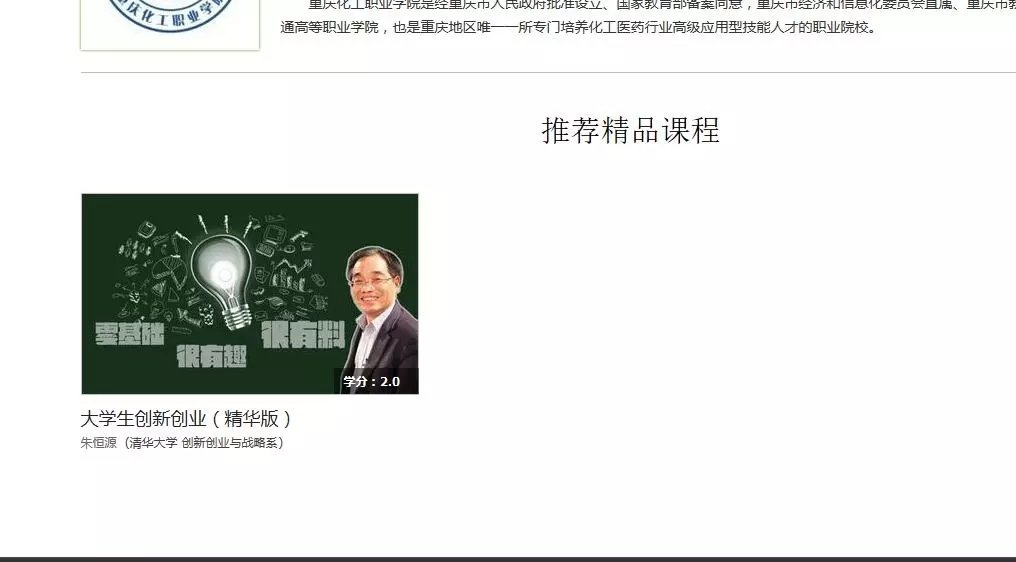 重庆化工职业学院是经重庆市人民政府批准设立、国家教育部备案同意，重庆市经济和信息化委员会直属、重庆市教
通高等职业学院，也是重庆地区唯一一所专门培养化工医药行业高级应用型技能人才的职业院校。
庆化工职业学院
推荐精品课程
零基础
很有趣
很有料
学分：2.0
大学生创新创业（精华版）
朱恒源（清华大学 创新创业与战略系）